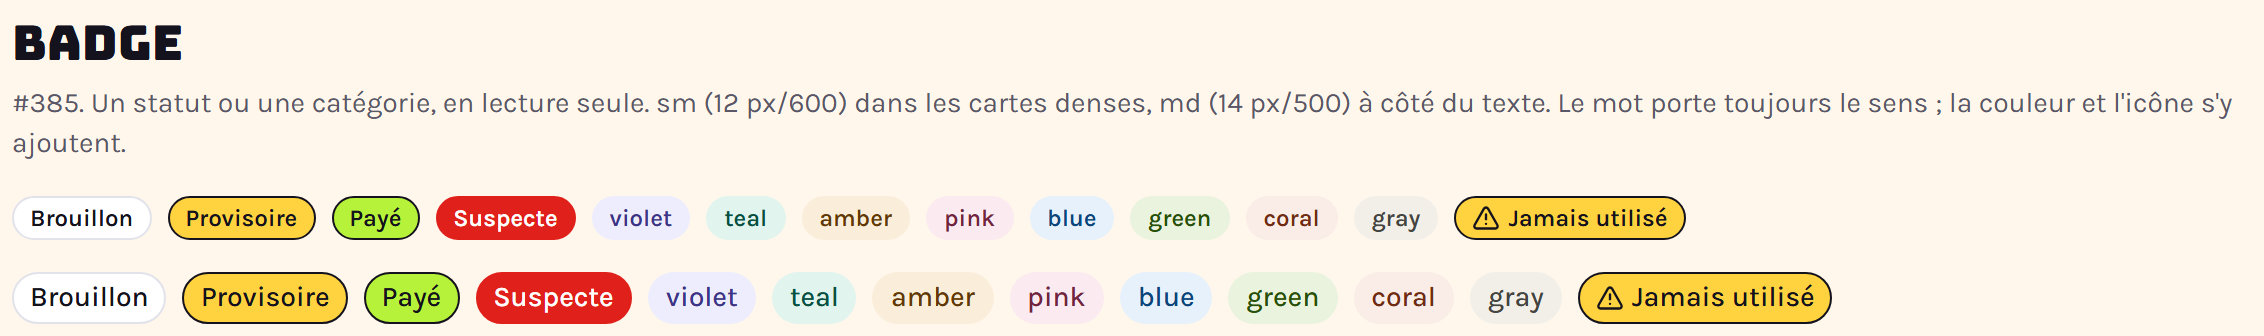 BADGE
#385. Un statut ou une catégorie, en lecture seule. sm (12 px/600) dans les cartes denses, md (14 px/500) à côté du texte. Le mot porte toujours le sens ; la couleur et l'icône s'y
ajoutent.
Brouillon Provisoire Payé Suspecte violet teal amber pink blue green coral gray Jamais utilisé
Brouillon Provisoire Payé Suspecte violet teal amber pink blue green coral gray Jamais utilisé